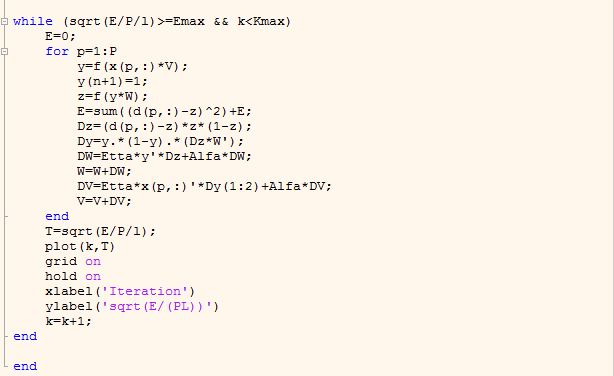 while (sqrt(E/P/l)>=Emax && k<Kmax)
E=0;
for p=1:P
y=f(x(p,:)*V);
y(n+1)=1;
z=f(y*W);
E=sum((d(p,:)-z)^2)+E;
Dz=(d(p,:)-z)*z*(1-z);
Dy=y.*(1-y).*(Dz*W');
DW=Etta*y'*Dz+Alfa*DW;
W=W+DW;
DV=Etta*x(p,:)'*Dy(1:2)+Alfa*DV;
V=V+DV;
end
T=sqrt(E/P/l);
plot(k,T)
grid on
hold on
xlabel('Iteration')
ylabel('sqrt(E/(PL))')
k=k+1;
end
end